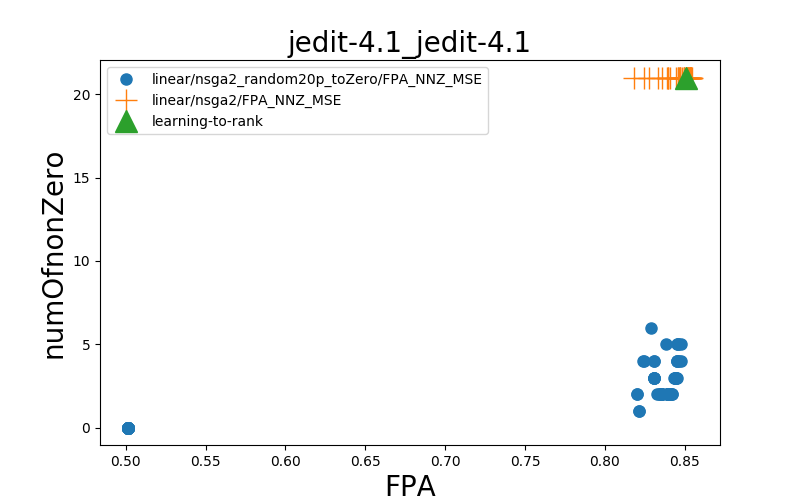 jedit-4.1_jedit-4.1
linear/nsga2_random20p_toZero/FPA_NNZ_MSE
linear/nsga2/FPA_NNZ_MSE
learning-to-rank
numOfnonZero
20
15
10
5
0
0.50 0.55 0.60 0.65 0.70 0.75 0.80 0.85
FPA